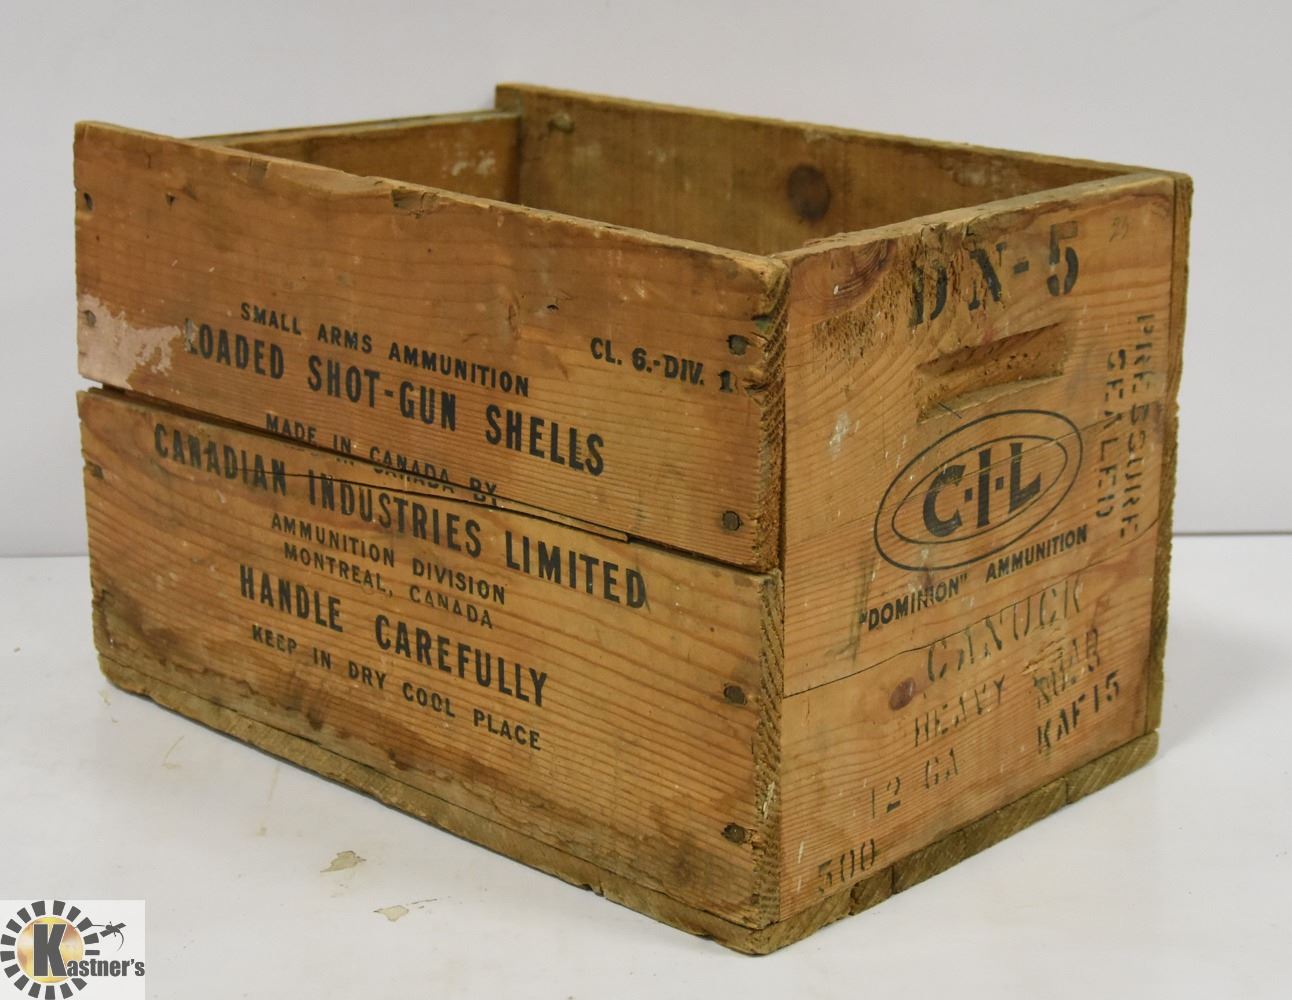 SMALL ARMS AMMUNITION
LOADED SHOT-GUN SHELLS
CL. 6.-DIV. 1
MADE IN CANADA BY
CANADIAN INDUSTRIES LIMITED
AMMUNITION DIVISION
MONTREAL, CANADA
HANDLE CAREFULLY
KEEP IN DRY COOL PLACE
DN-5
PRESSURE
SEALED
C-I-L
"DOMINION" AMMUNITION
CANUCK
HEAVY
12 GA
KAF15
500
Kastner's